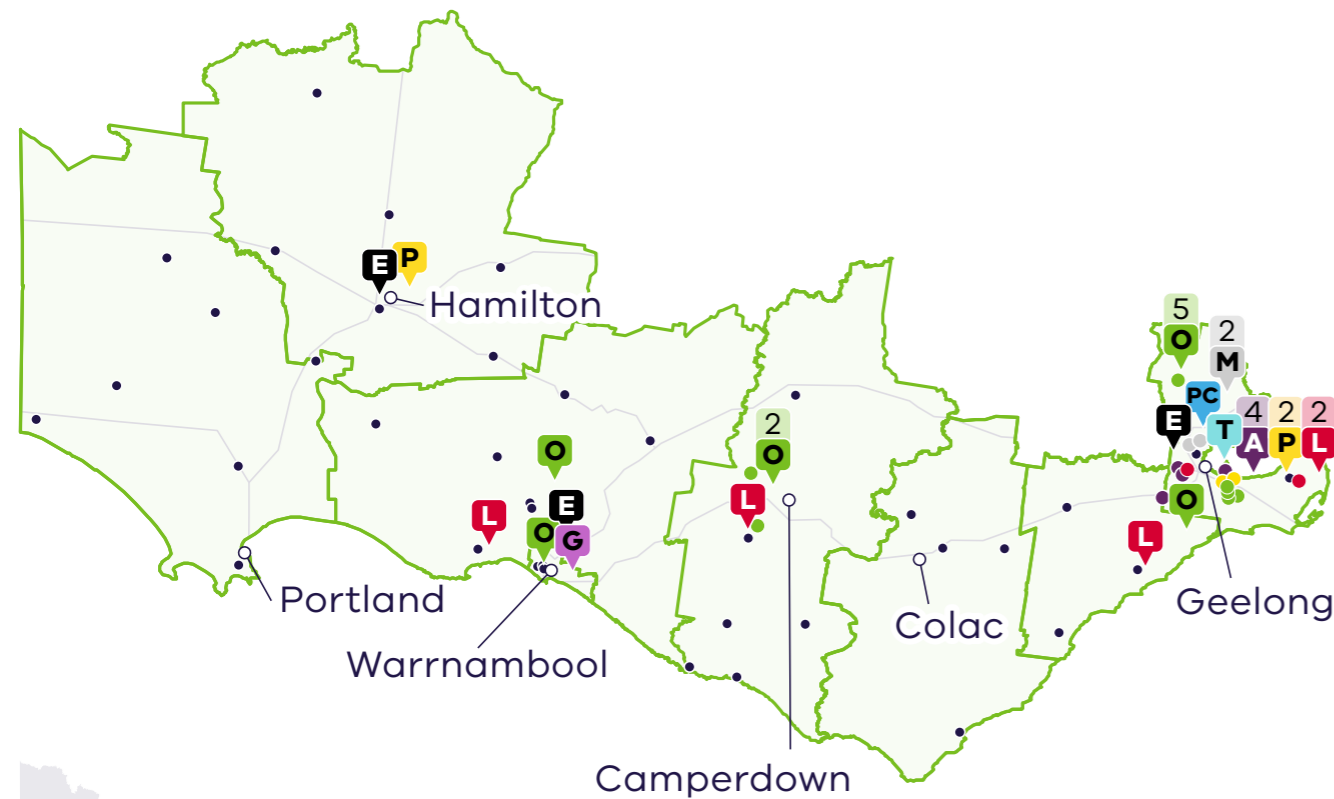 5
O
2
M
E
P
PC
Hamilton
E
T
4
A
2
P
2
L
2
O
O
L
E
L
O
O
G
L
Portland
Geelong
Colac
Warrnambool
Camperdown